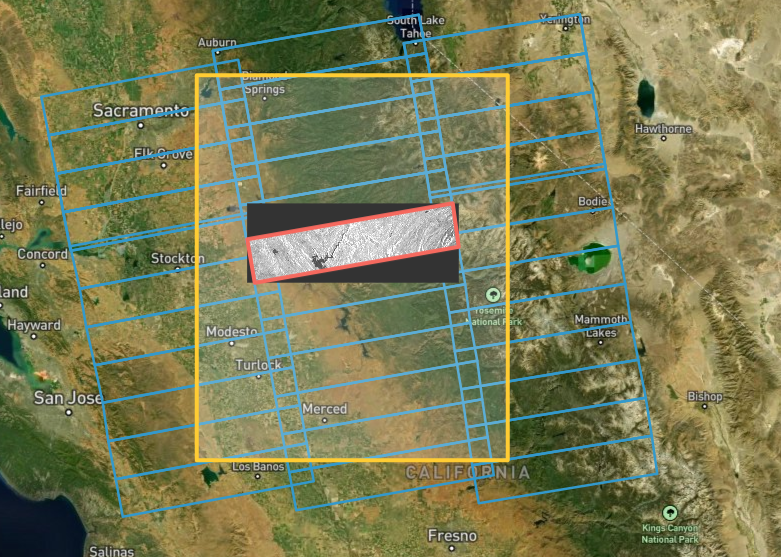 South Lake
Tahoe
Yerington
Auburn
Springs
Sacramento
Hawthorne
Elk Grove
Fairfield
Bodie
lejo
Concord
Stockton
land
Yosemite
National Park
Hayward
Modesto
Mammoth
Lakes
Turlock
San Jose
Bishop
Merced
Los Banos
CALIFORNIA
Kings Canyon
National Park
Fresno
Salinas